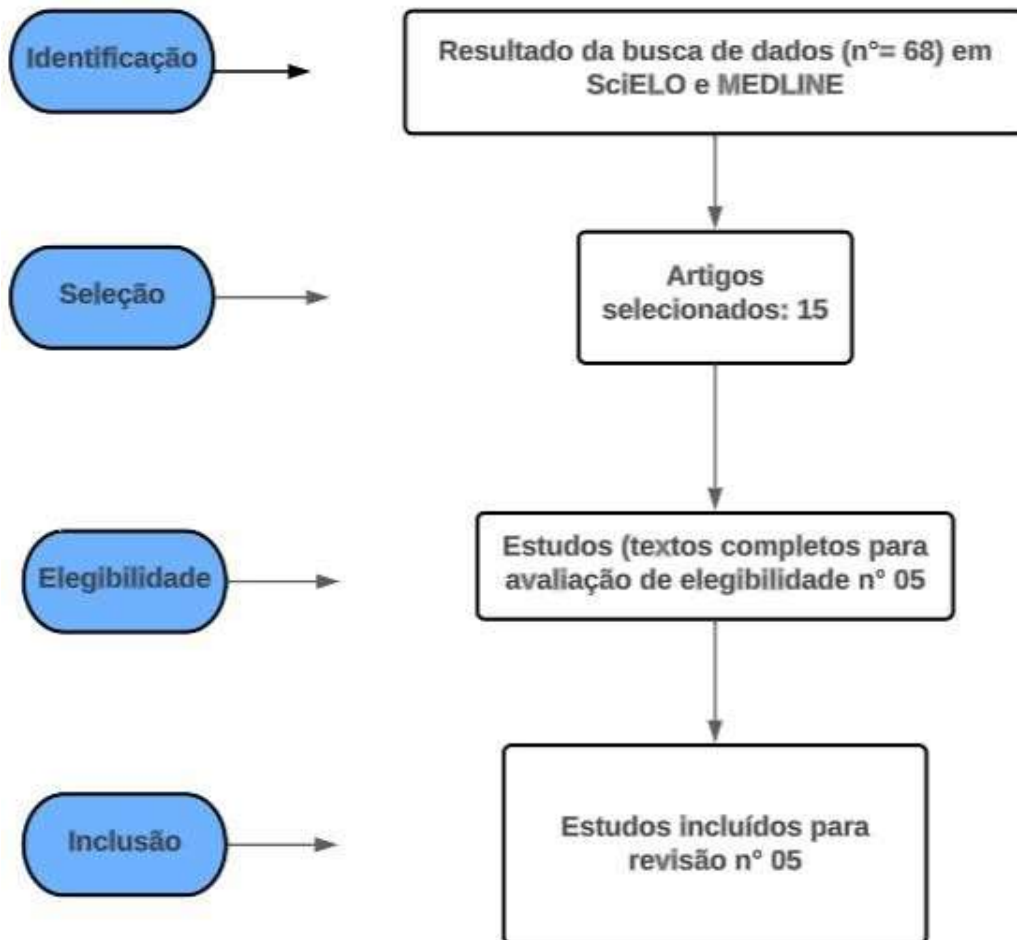 Identificação
Resultado da busca de dados (n°= 68) em
SciELO e MEDLINE
Seleção
Artigos
selecionados: 15
Elegibilidade
Estudos (textos completos para
avaliação de elegibilidade n° 05
Inclusão
Estudos incluídos para
revisão n° 05